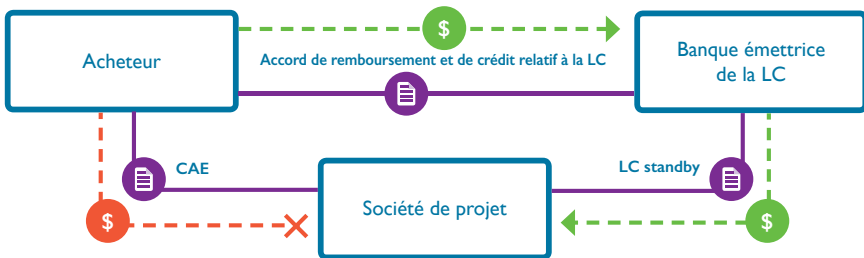 $
Acheteur
Accord de remboursement et de crédit relatif à la LC
Banque émettrice
de la LC
CAE
LC standby
Société de projet
$
$